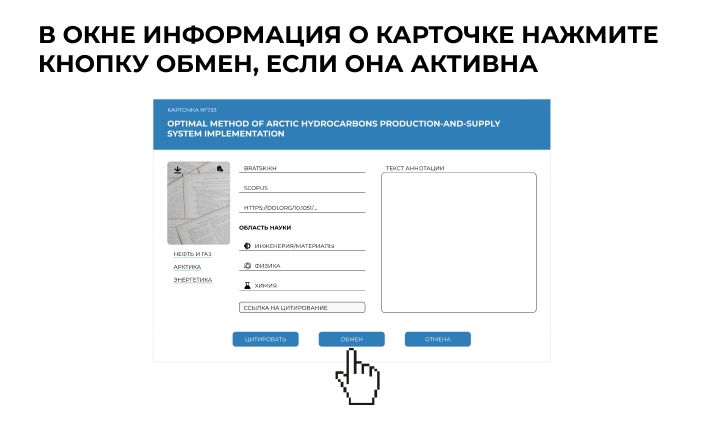 В ОКНЕ ИНФОРМАЦИЯ О КАРТОЧКЕ НАЖМИТЕ
КНОПКУ ОБМЕН, ЕСЛИ ОНА АКТИВНА
КАРТОЧКА №733
OPTIMAL METHOD OF ARCTIC HYDROCARBONS PRODUCTION-AND-SUPPLY
SYSTEM IMPLEMENTATION
BRATSKIKH
SCOPUS
HTTPS://DOI.ORG/10.1051/...
ОБЛАСТЬ НАУКИ
ИНЖЕНЕРИЯ/МАТЕРИАЛЫ
ФИЗИКА
ХИМИЯ
ССЫЛКА НА ЦИТИРОВАНИЕ
НЕФТЬ И ГАЗ
АРКТИКА
ЭНЕРГЕТИКА
ТЕКСТ АННОТАЦИИ
ЦИТИРОВАТЬ
ОБМЕН
ОТМЕНА